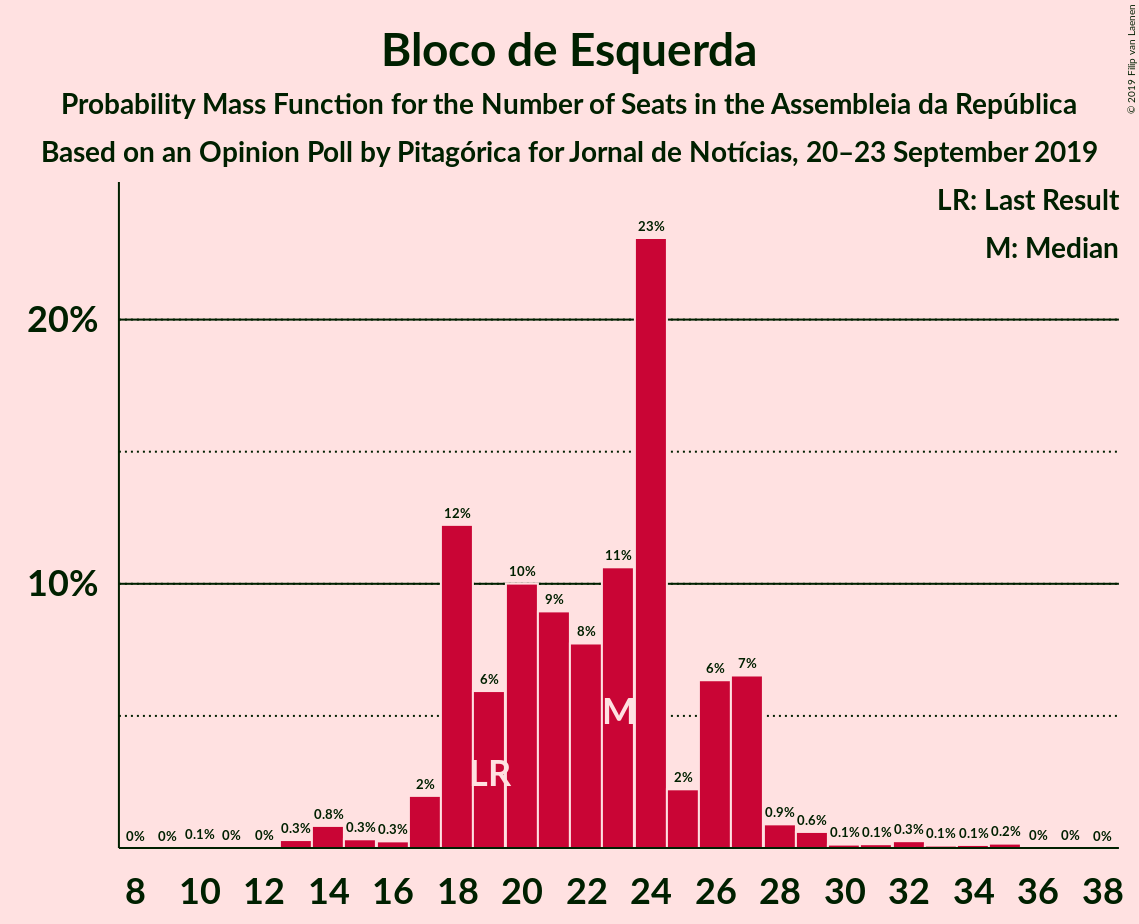 Bloco de Esquerda
Probability Mass Function for the Number of Seats in the Assembleia da República
Based on an Opinion Poll by Pitagórica for Jornal de Notícias, 20–23 September 2019
© 2019 Filip van Laenen
LR: Last Result
M: Median
23%
20%
12%
11%
10%
10%
9%
8%
7%
6%
6%
M
LR
2%
2%
0% 0% 0.1% 0% 0% 0.3% 0.8% 0.3% 0.3% 0.9% 0.6% 0.1% 0.1% 0.3% 0.1% 0.1% 0.2% 0% 0% 0%
8 10 12 14 16 18 20 22 24 26 28 30 32 34 36 38